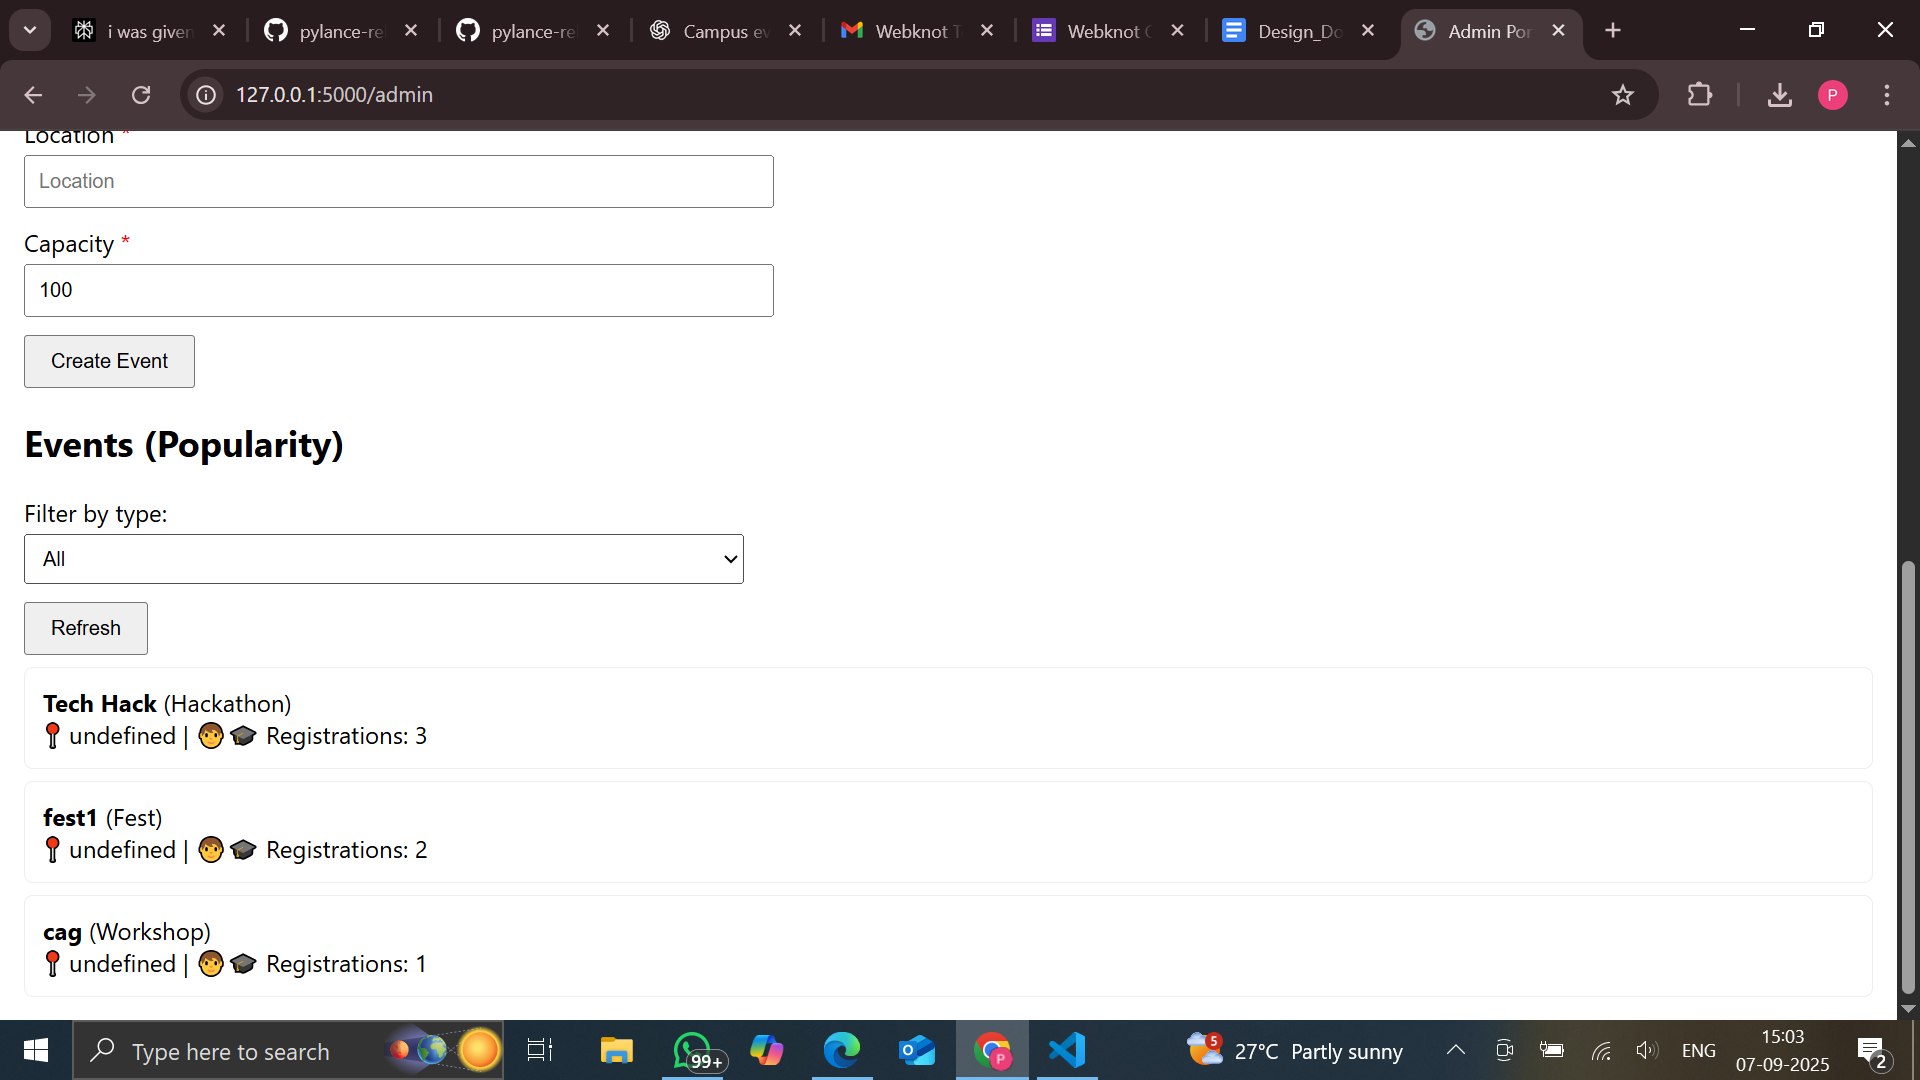 i was given
pylance-re
pylance-re
Campus ev
Webknot T
Webknot
Design_Do
Admin Por
127.0.0.1:5000/admin
P
Location *
Location
Capacity *
100
Create Event
Events (Popularity)
Filter by type:
All
Refresh
Tech Hack (Hackathon)
📍 undefined | 🧑‍🎓 Registrations: 3
fest1 (Fest)
📍 undefined | 🧑‍🎓 Registrations: 2
cag (Workshop)
📍 undefined | 🧑‍🎓 Registrations: 1
Type here to search
99+
P
5
27°C Partly sunny
ENG
15:03
07-09-2025
2